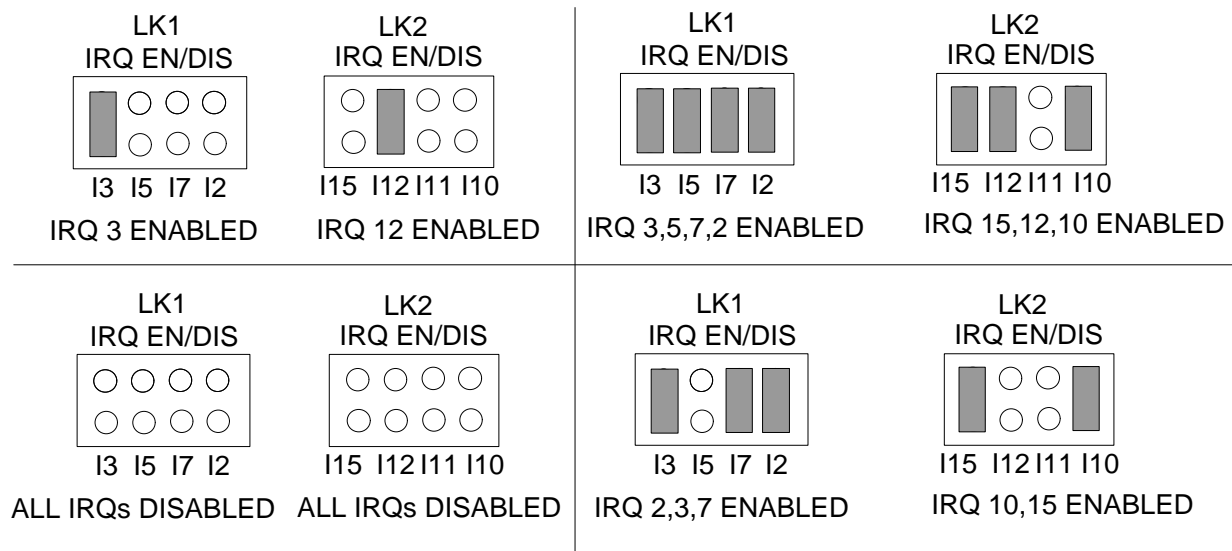 LK1
IRQ EN/DIS
I3 I5 I7 I2
IRQ 3 ENABLED
LK2
IRQ EN/DIS
I15 I12 I11 I10
IRQ 12 ENABLED
LK1
IRQ EN/DIS
I3 I5 I7 I2
IRQ 3,5,7,2 ENABLED
LK2
IRQ EN/DIS
I15 I12 I11 I10
IRQ 15,12,10 ENABLED
LK1
IRQ EN/DIS
I3 I5 I7 I2
ALL IRQs DISABLED
LK2
IRQ EN/DIS
I15 I12 I11 I10
ALL IRQs DISABLED
LK1
IRQ EN/DIS
I3 I5 I7 I2
IRQ 2,3,7 ENABLED
LK2
IRQ EN/DIS
I15 I12 I11 I10
IRQ 10,15 ENABLED